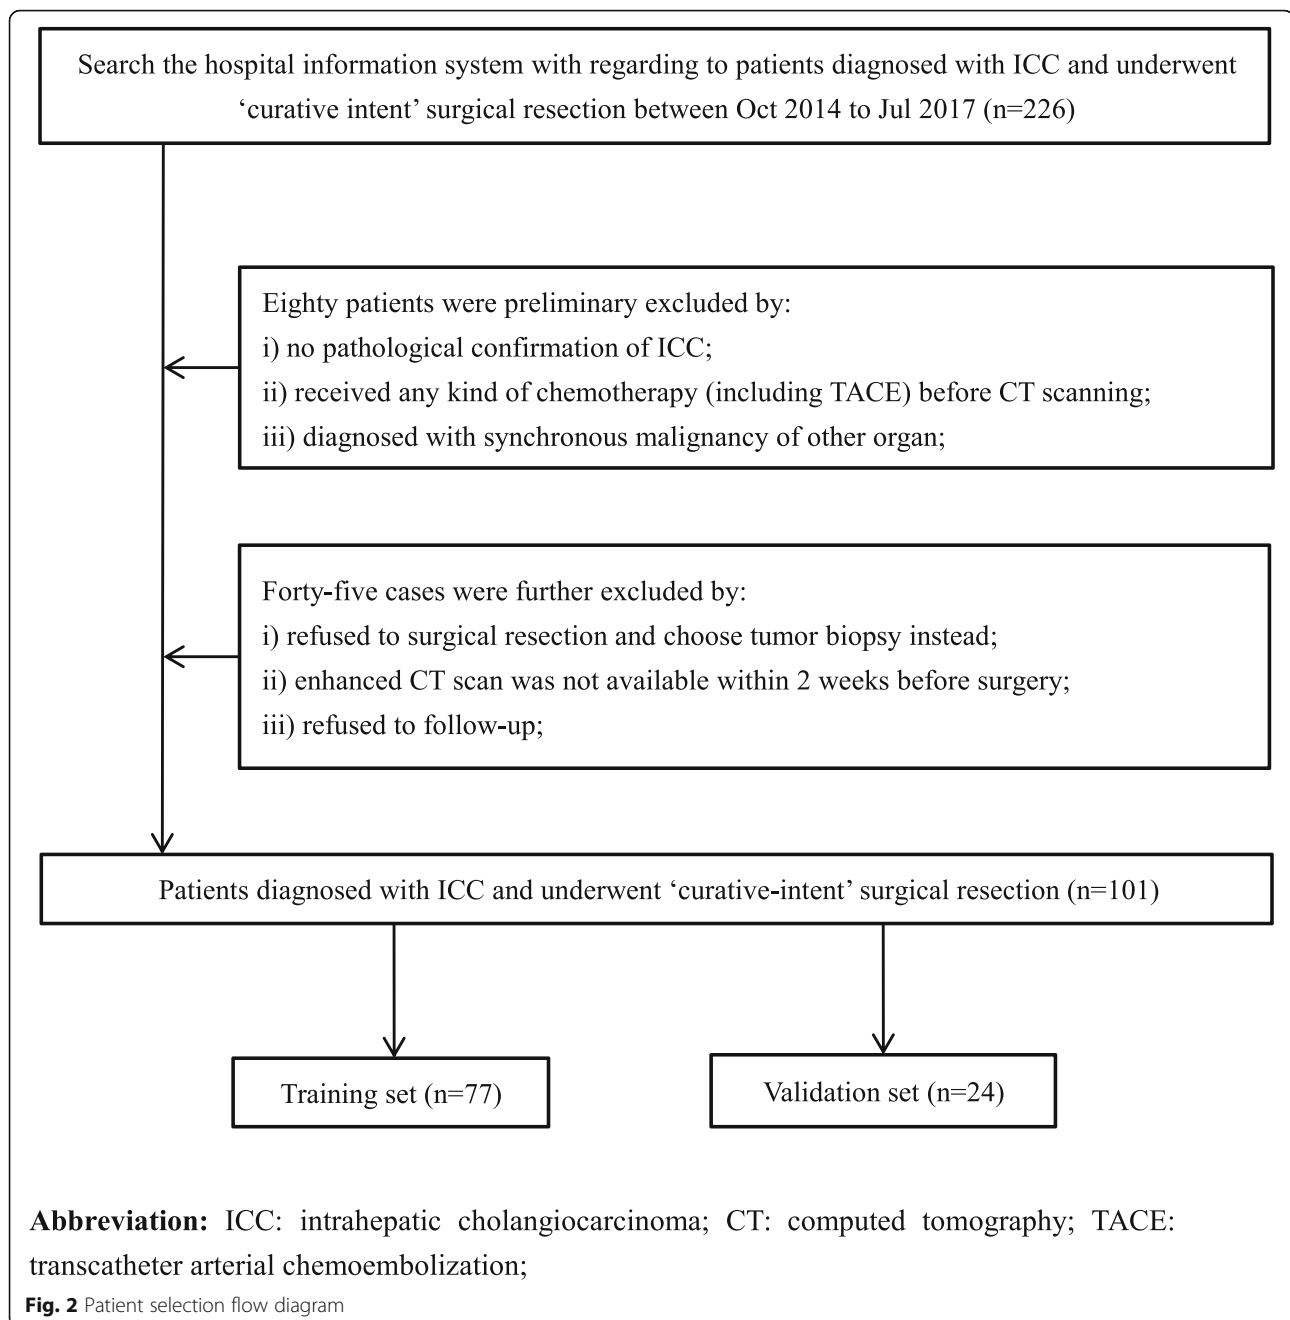 Search the hospital information system with regarding to patients diagnosed with ICC and underwent
‘curative intent’ surgical resection between Oct 2014 to Jul 2017 (n=226)
Eighty patients were preliminary excluded by:
i) no pathological confirmation of ICC;
ii) received any kind of chemotherapy (including TACE) before CT scanning;
iii) diagnosed with synchronous malignancy of other organ;
Forty-five cases were further excluded by:
i) refused to surgical resection and choose tumor biopsy instead;
ii) enhanced CT scan was not available within 2 weeks before surgery;
iii) refused to follow-up;
Patients diagnosed with ICC and underwent ‘curative-intent’ surgical resection (n=101)
Training set (n=77)
Validation set (n=24)
Abbreviation: ICC: intrahepatic cholangiocarcinoma; CT: computed tomography; TACE:
transcatheter arterial chemoembolization;
Fig. 2 Patient selection flow diagram